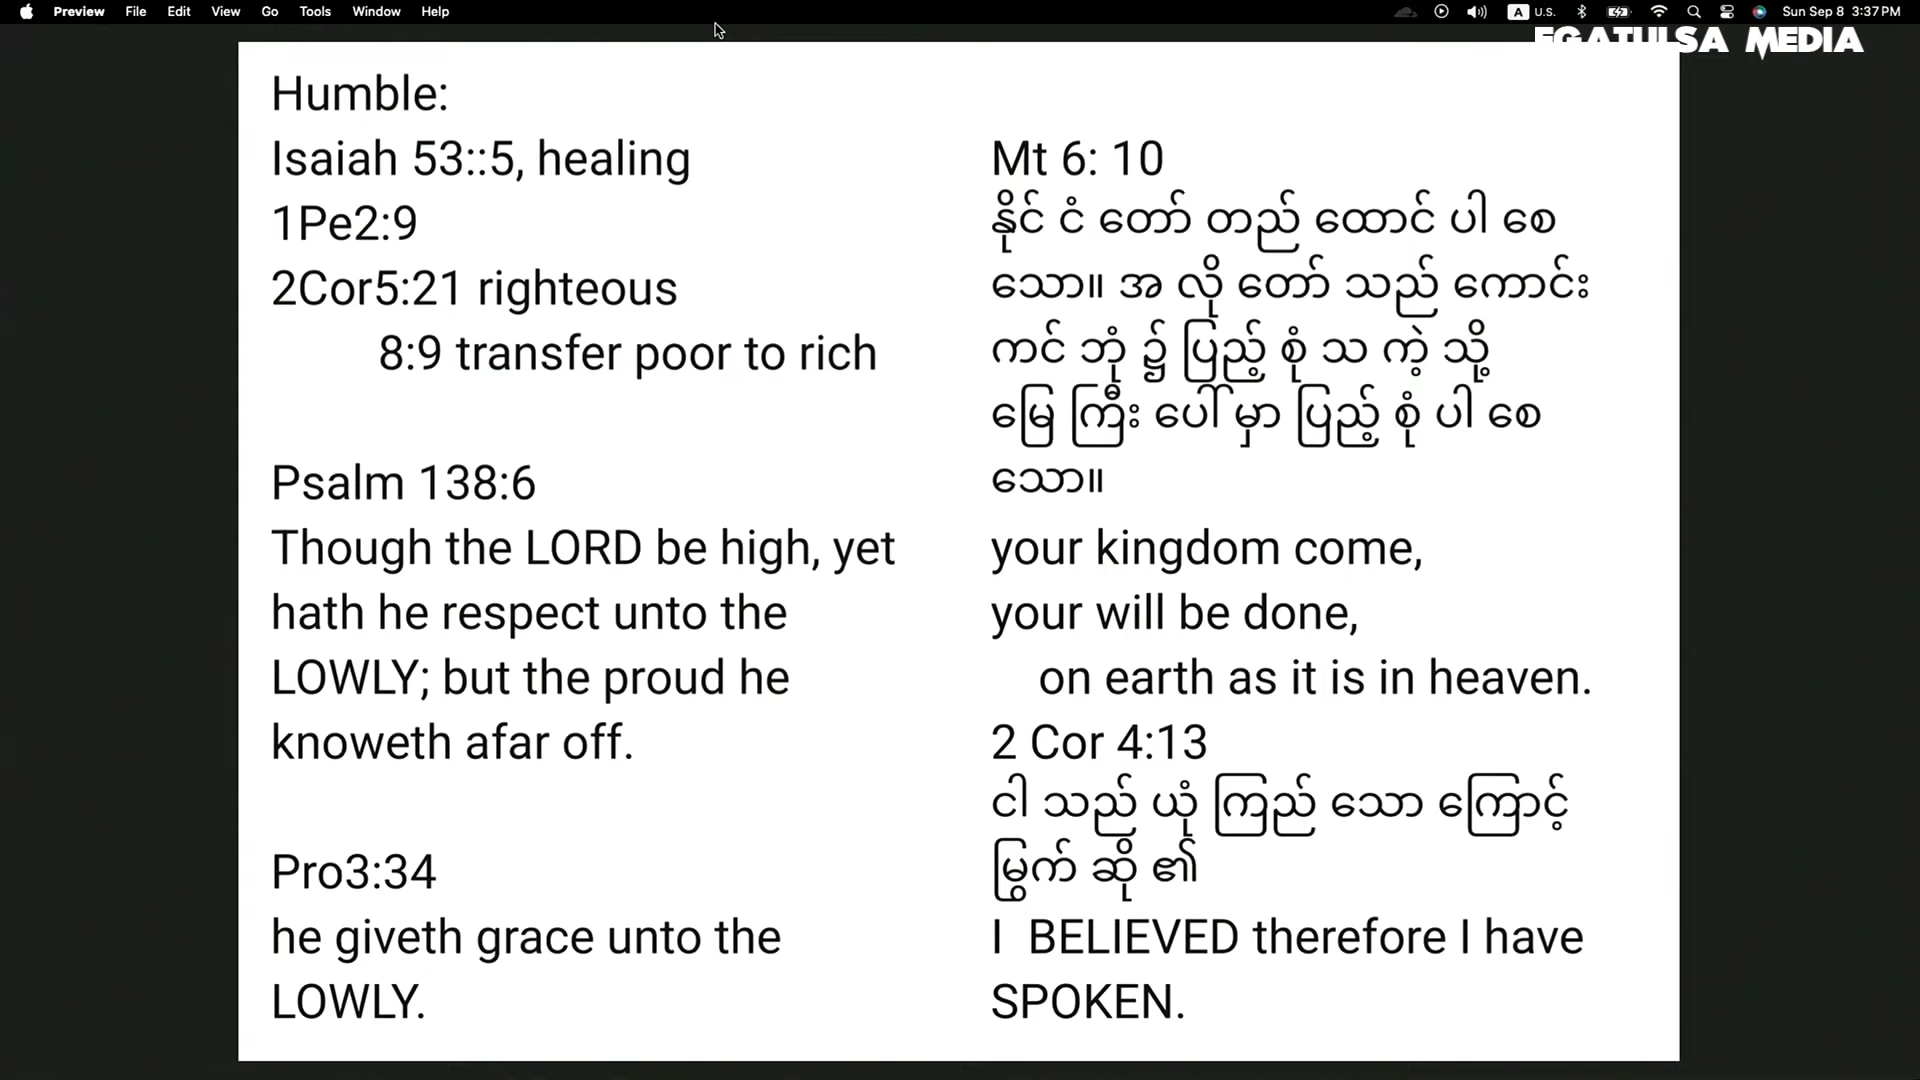 Preview File Edit View Go Tools Window Help
A U.S. Sun Sep 8 3:37 PM
EGATULSA MEDIA
Humble:
Isaiah 53::5, healing
1Pe2:9
2Cor5:21 righteous
8:9 transfer poor to rich
Psalm 138:6
Though the LORD be high, yet
hath he respect unto the
LOWLY; but the proud he
knoweth afar off.
Pro3:34
he giveth grace unto the
LOWLY.
Mt 6: 10
နိုင် ငံ တော် တည် ထောင် ပါ စေ
သော။ အ လို တော် သည် ကောင်း
ကင် ဘုံ ၌ ပြည့် စုံ သ ကဲ့ သို့
မြေ ကြီး ပေါ် မှာ ပြည့် စုံ ပါ စေ
သော။
your kingdom come,
your will be done,
on earth as it is in heaven.
2 Cor 4:13
ငါ သည် ယုံ ကြည် သော ကြောင့်
မြွက် ဆို ၏
I BELIEVED therefore I have
SPOKEN.